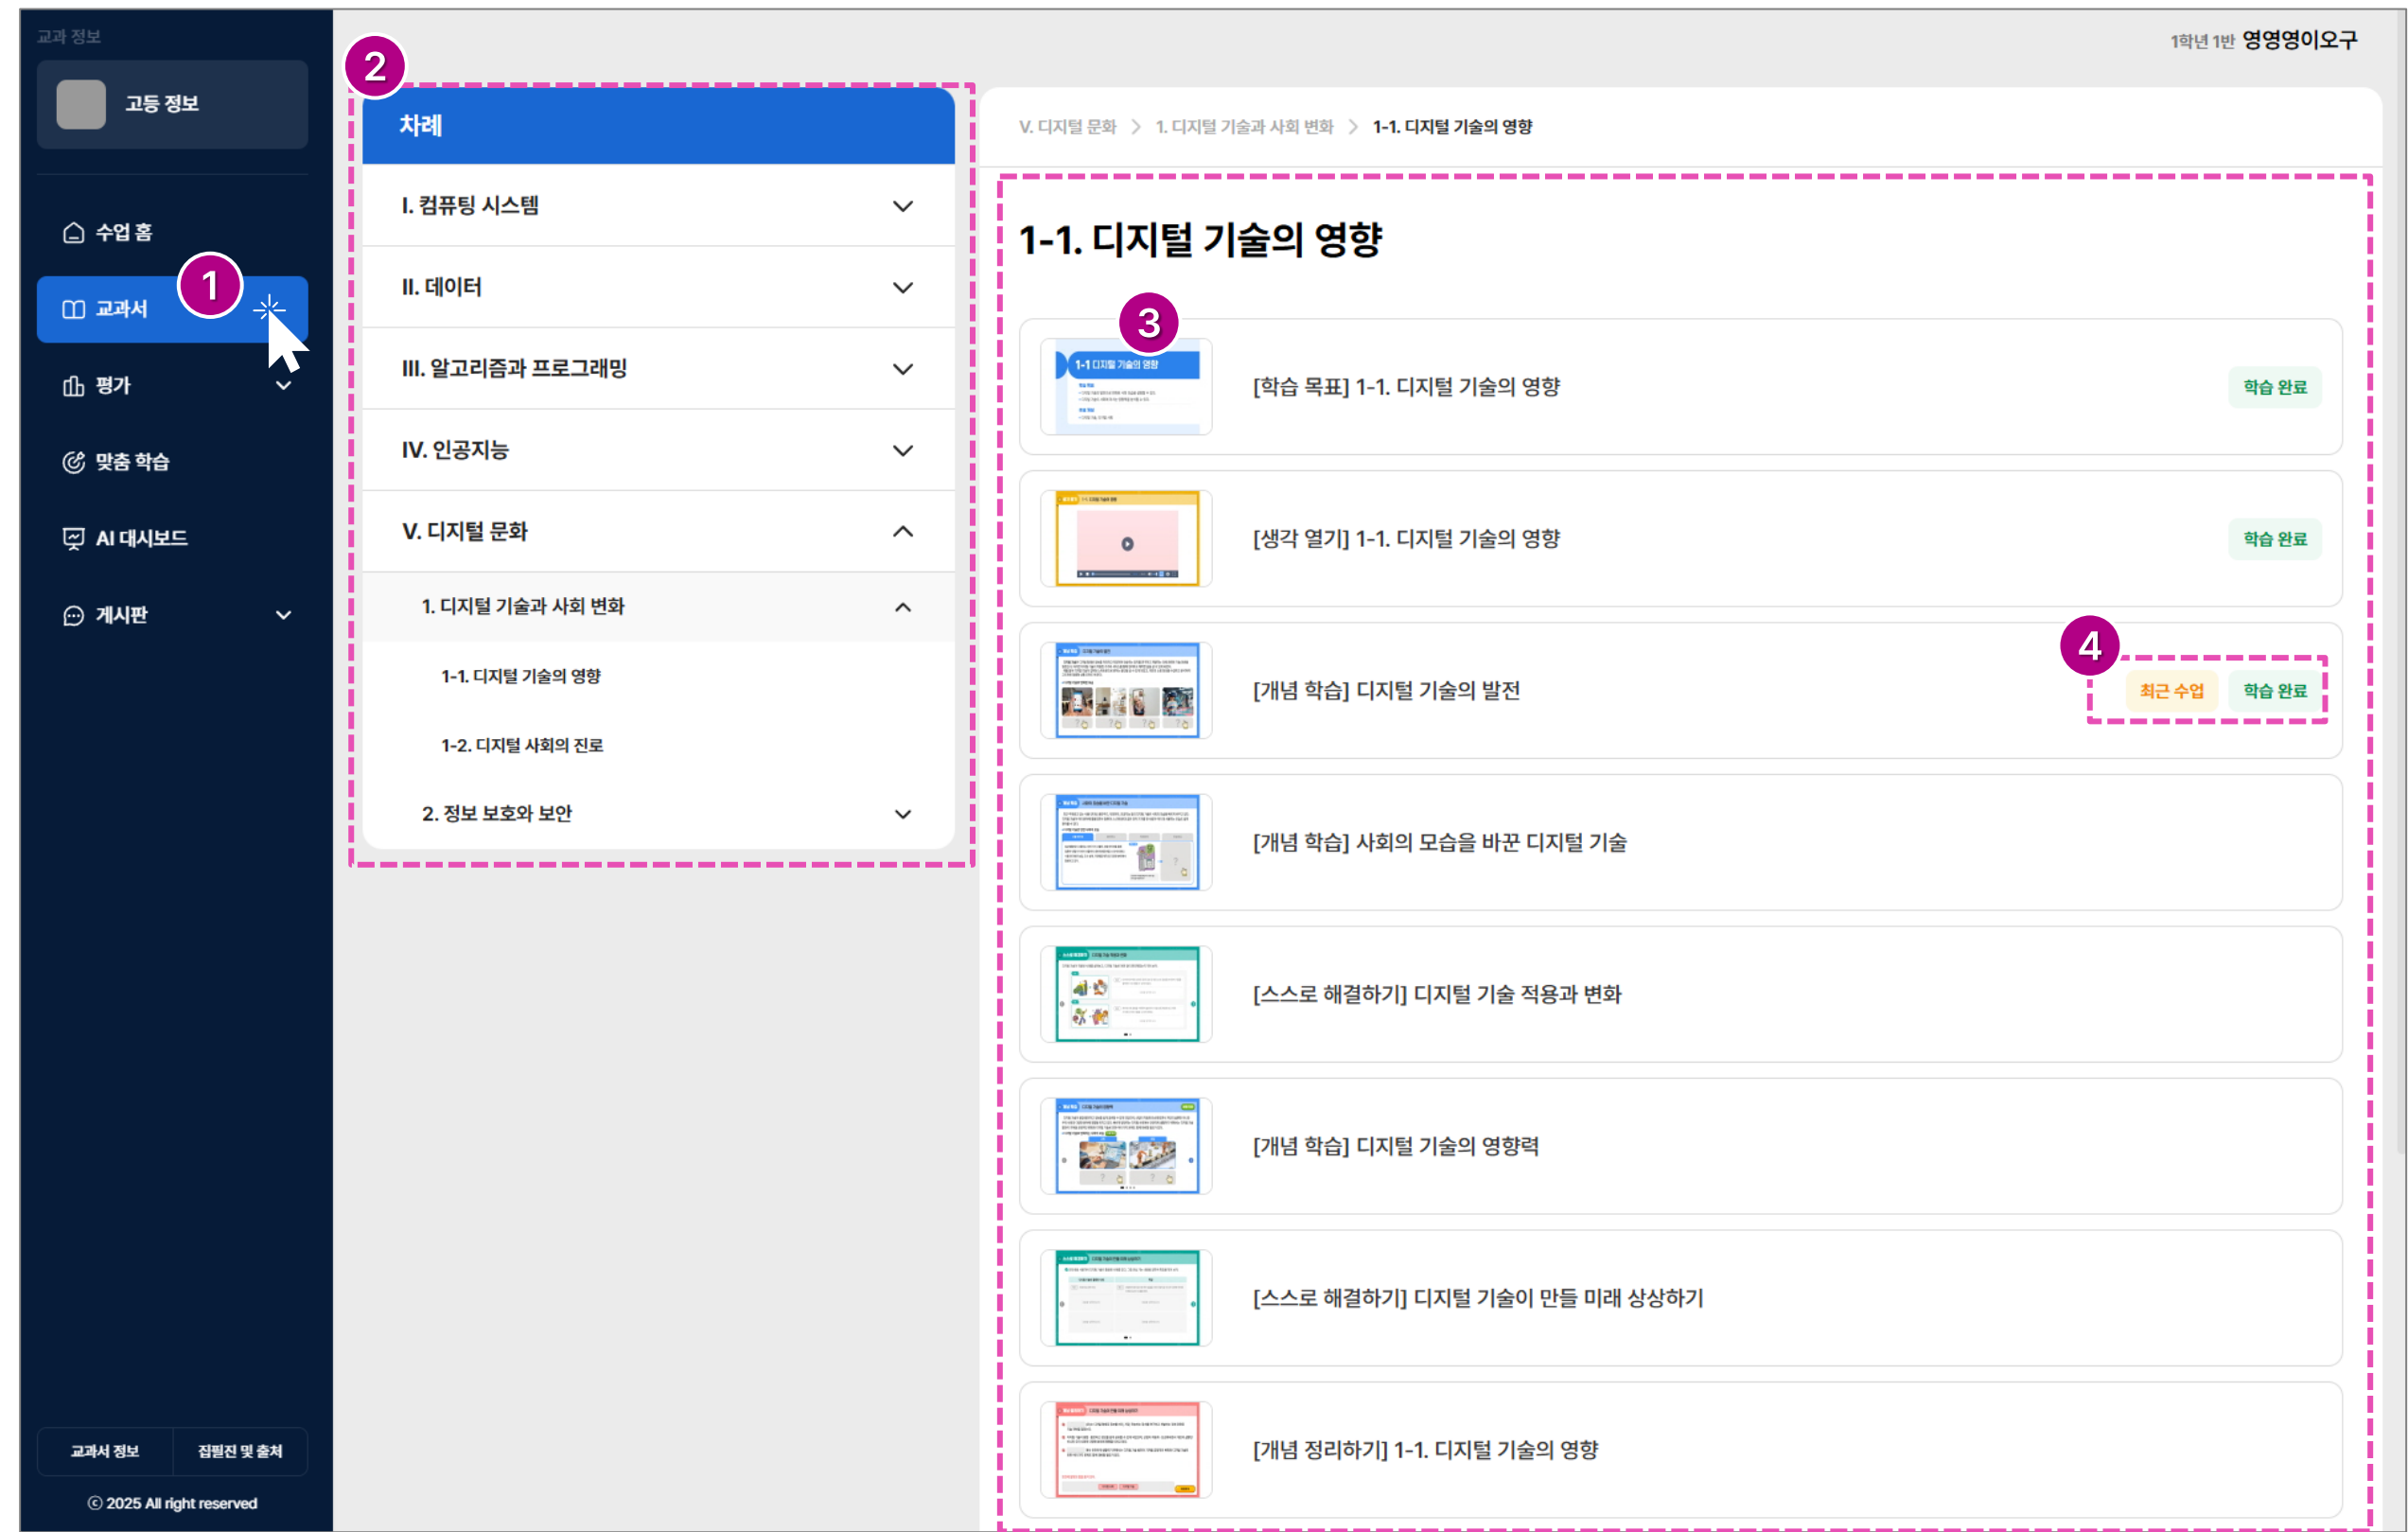 교과 정보
고등 정보
수업 홈
1
교과서
평가
맞춤 학습
AI 대시보드
게시판
교과서 정보
집필진 및 출처
ⓒ 2025 All right reserved
1학년 1반 영영영이오구
2
차례
I. 컴퓨팅 시스템
II. 데이터
III. 알고리즘과 프로그래밍
IV. 인공지능
V. 디지털 문화
1. 디지털 기술과 사회 변화
1-1. 디지털 기술의 영향
1-2. 디지털 사회의 진로
2. 정보 보호와 보안
V. 디지털 문화 > 1. 디지털 기술과 사회 변화 > 1-1. 디지털 기술의 영향
1-1. 디지털 기술의 영향
3
1-1 디지털 기술의 영향
[학습 목표] 1-1. 디지털 기술의 영향
학습 완료
[생각 열기] 1-1. 디지털 기술의 영향
학습 완료
4
[개념 학습] 디지털 기술의 발전
최근 수업
학습 완료
[개념 학습] 사회의 모습을 바꾼 디지털 기술
[스스로 해결하기] 디지털 기술 적용과 변화
[개념 학습] 디지털 기술의 영향력
[스스로 해결하기] 디지털 기술이 만들 미래 상상하기
[개념 정리하기] 1-1. 디지털 기술의 영향